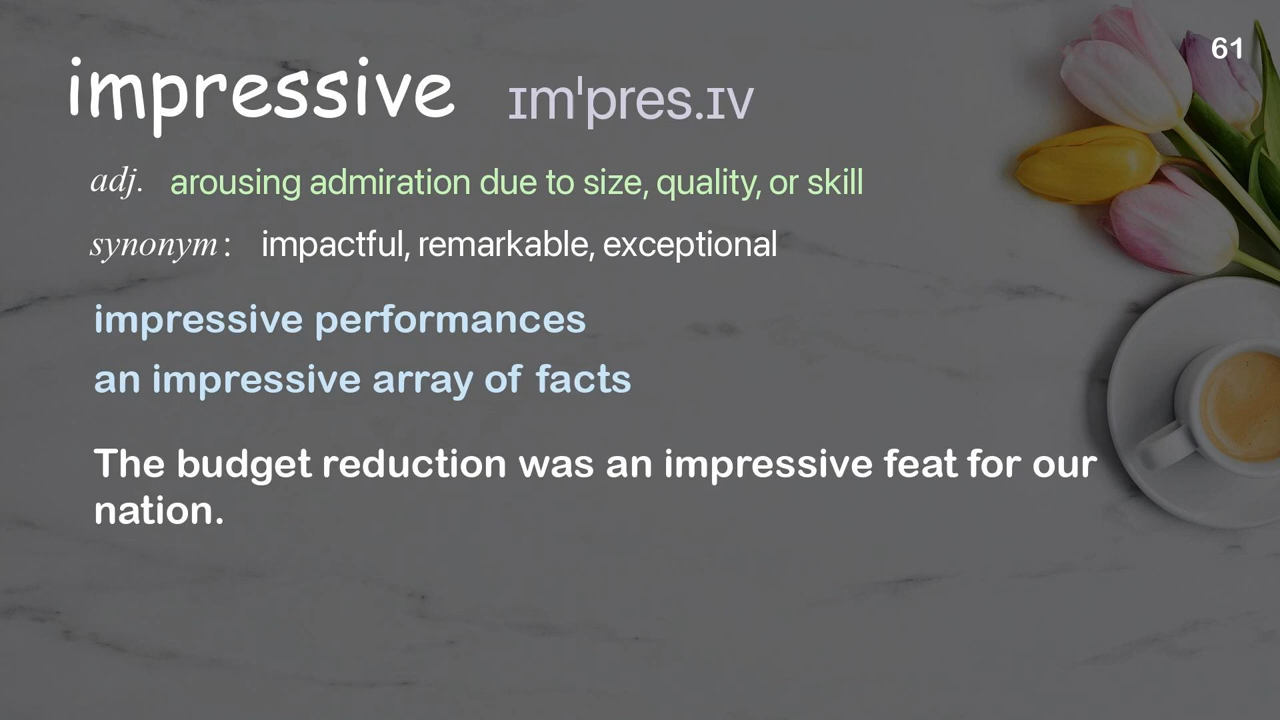 61
impressive ɪmˈpres.ɪv
adj. arousing admiration due to size, quality, or skill
synonym: impactful, remarkable, exceptional
impressive performances
an impressive array of facts
The budget reduction was an impressive feat for our
nation.